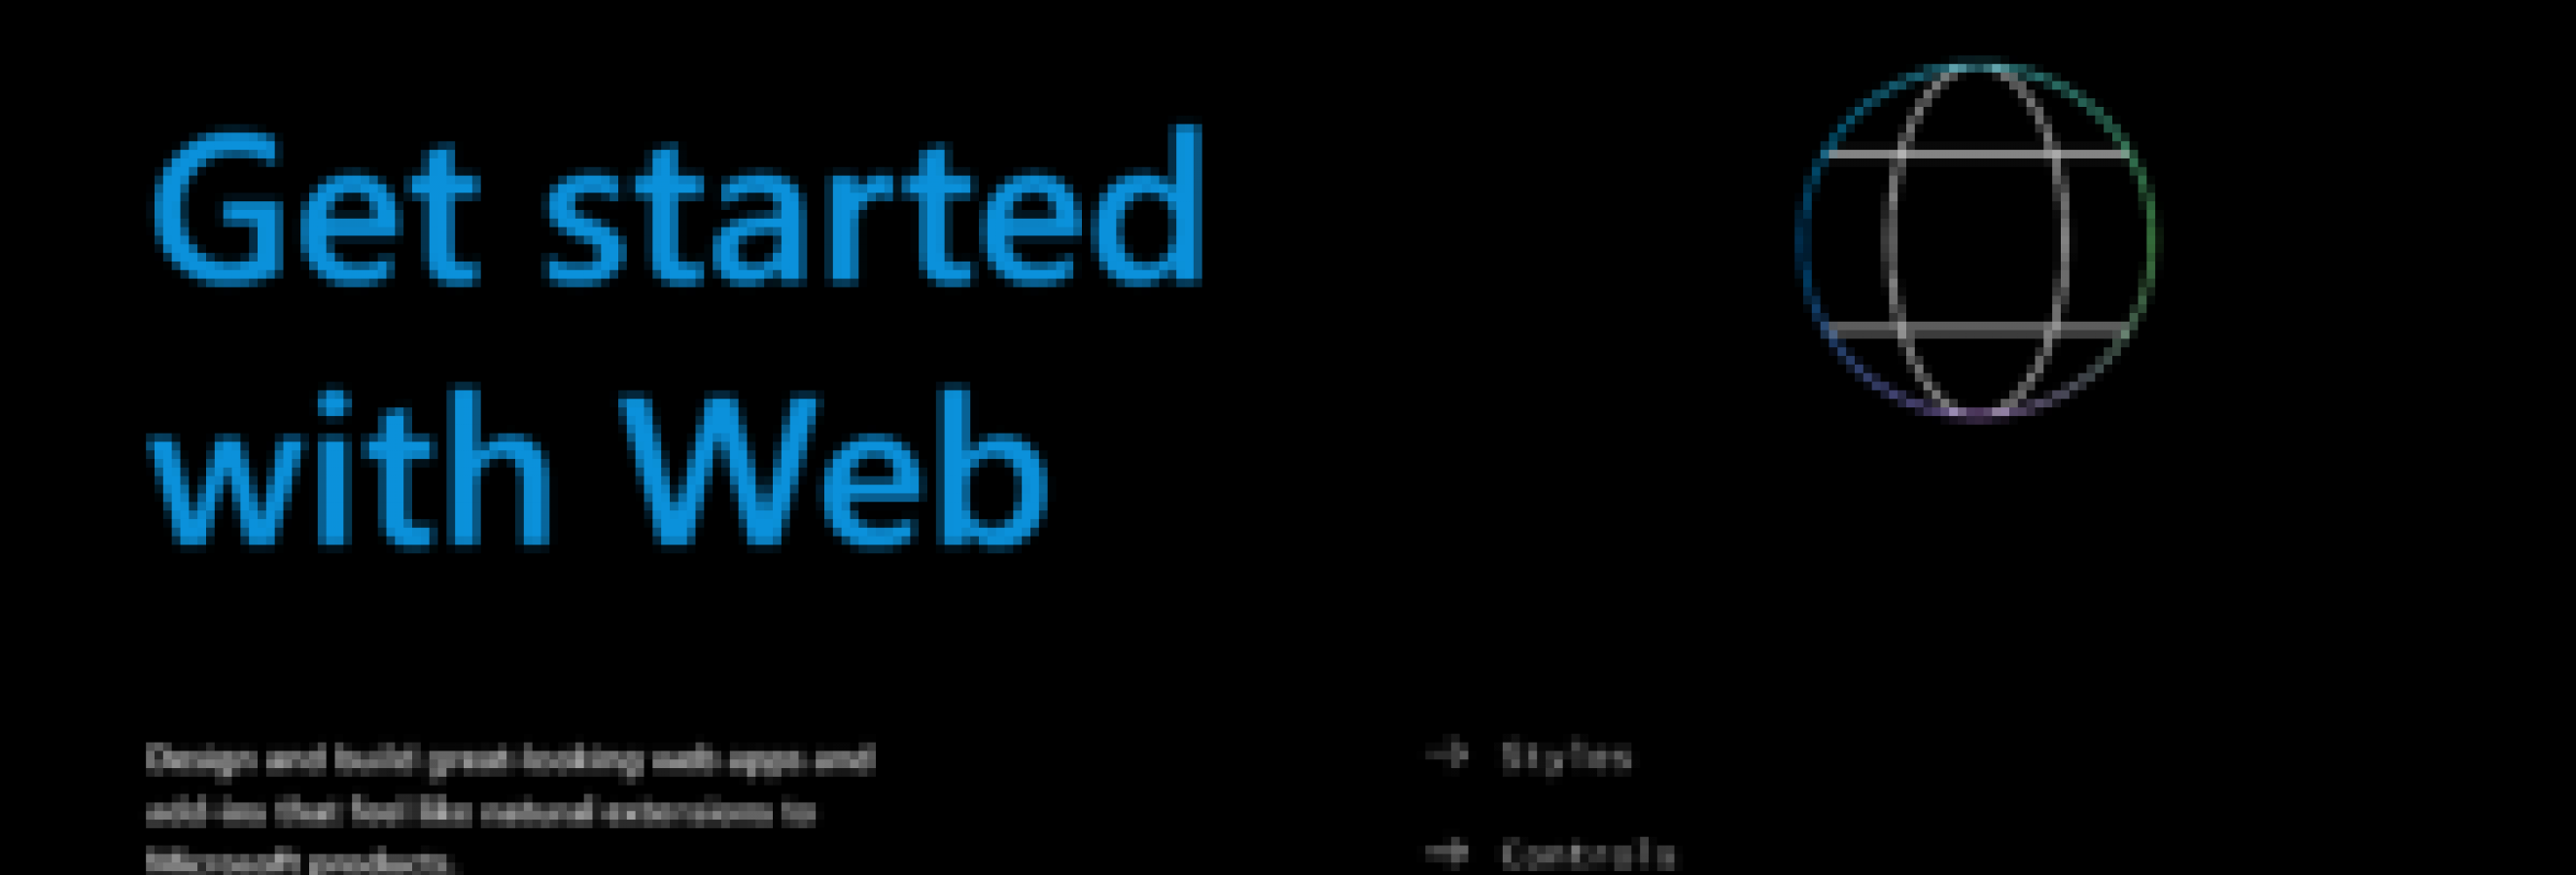 Get started
with Web
Design and build great-looking web apps and
add-ins that feel like natural extensions to
Microsoft products.
→ Styles
→ Controls